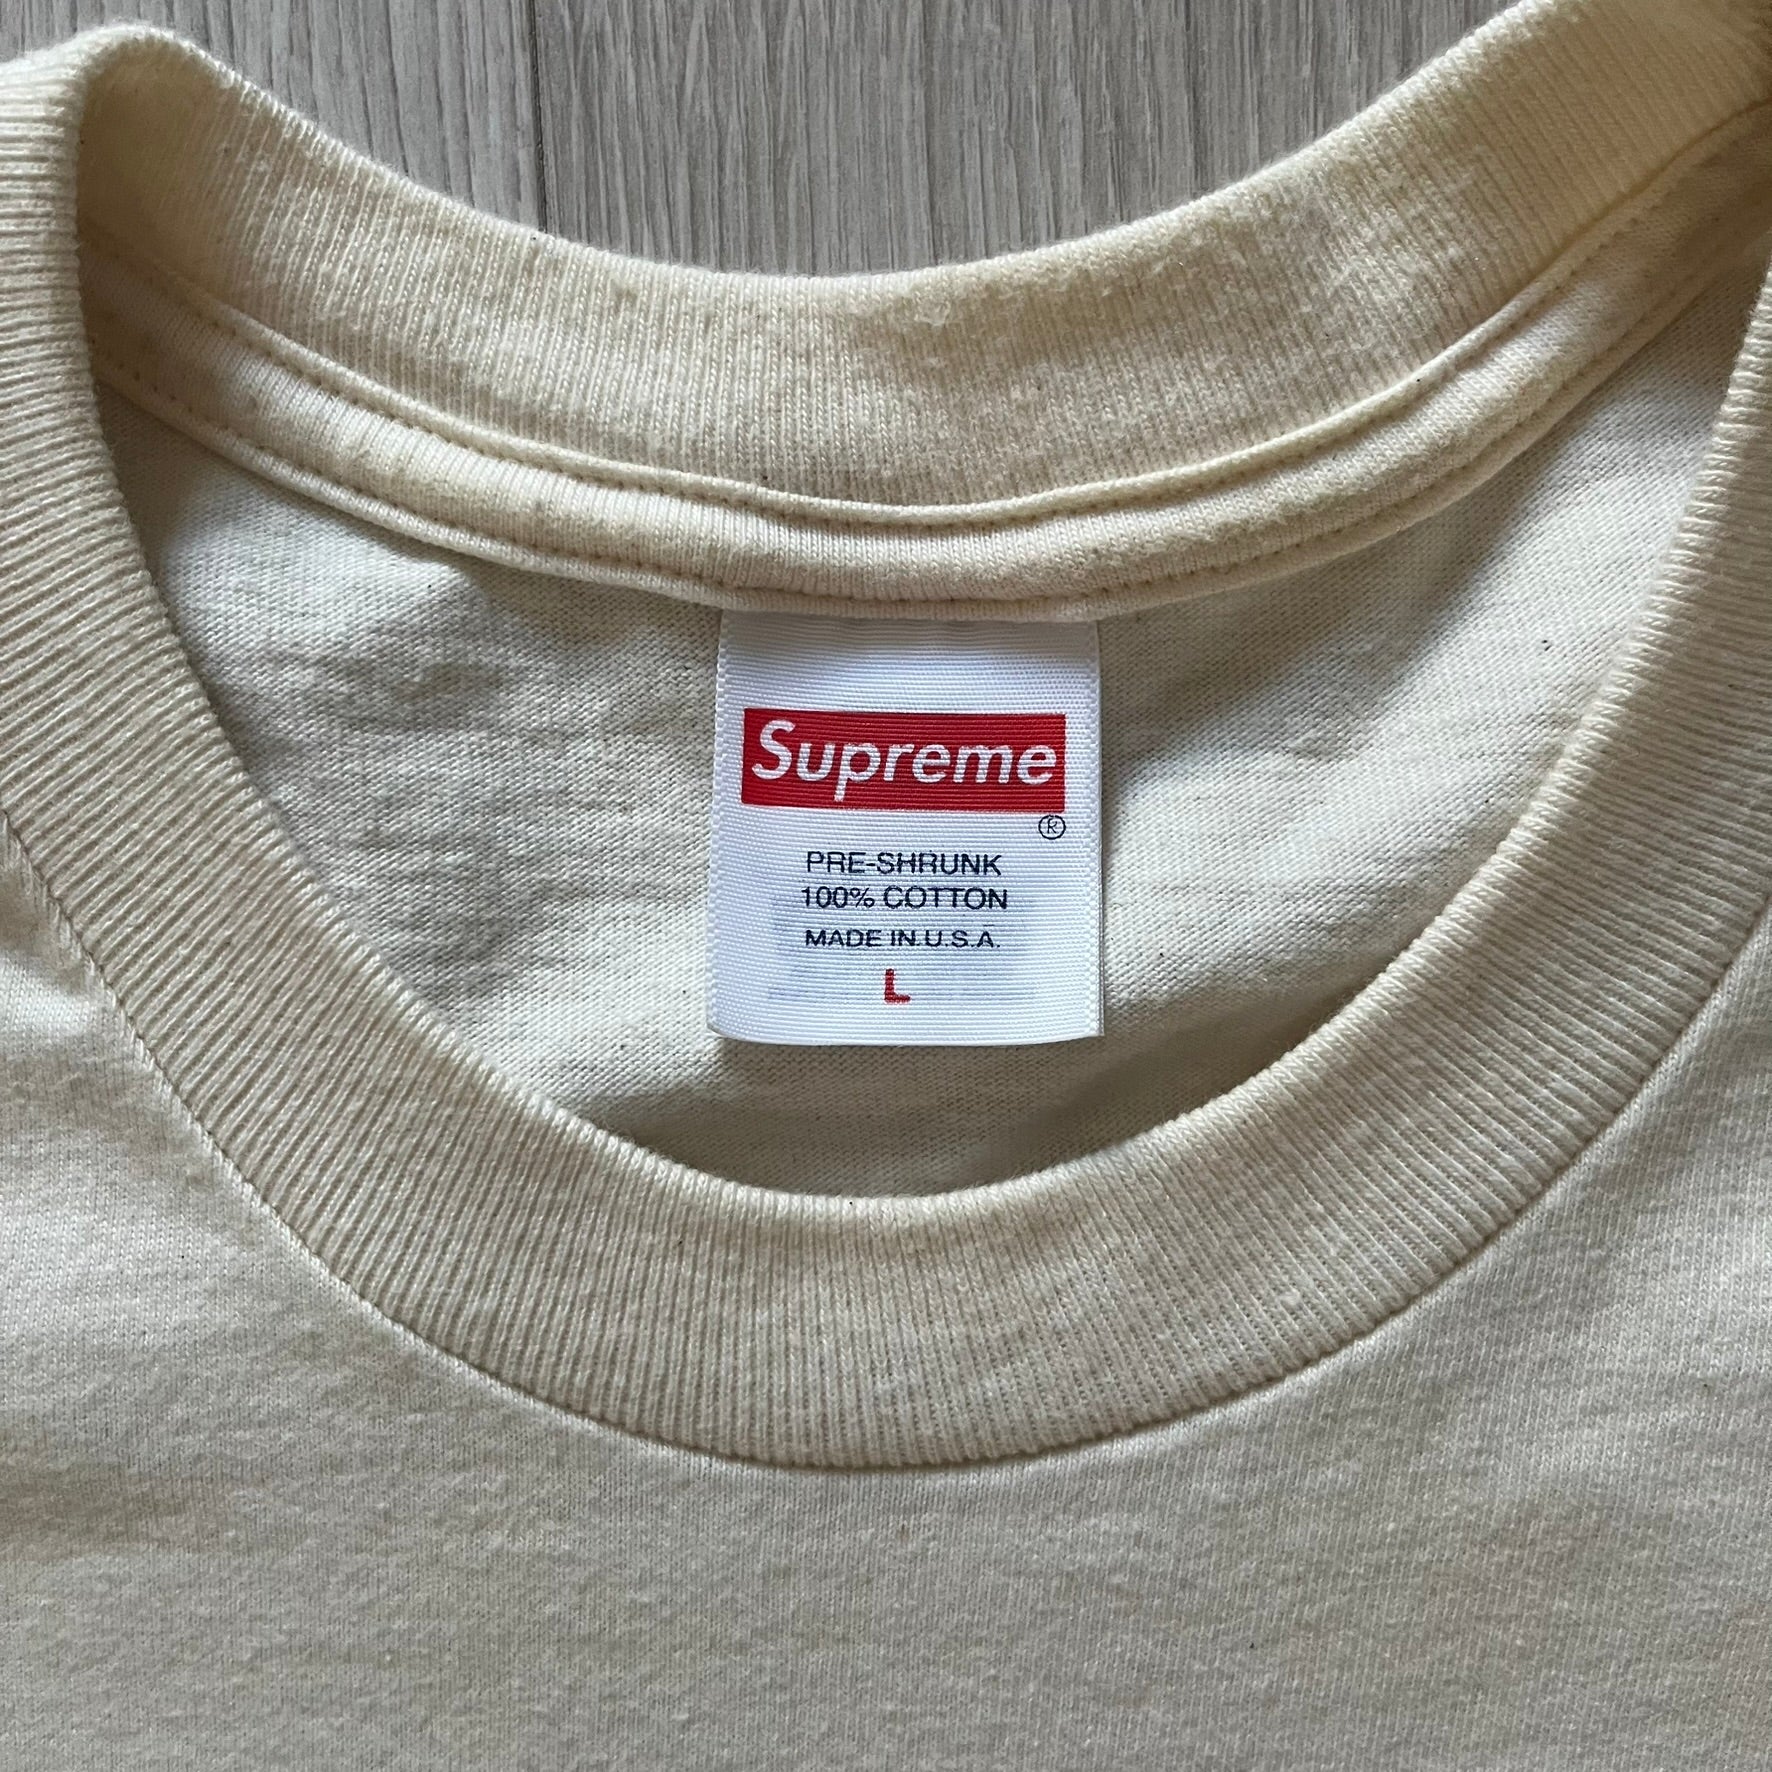 Supreme
®
PRE-SHRUNK
100% COTTON
MADE IN U.S.A.
L